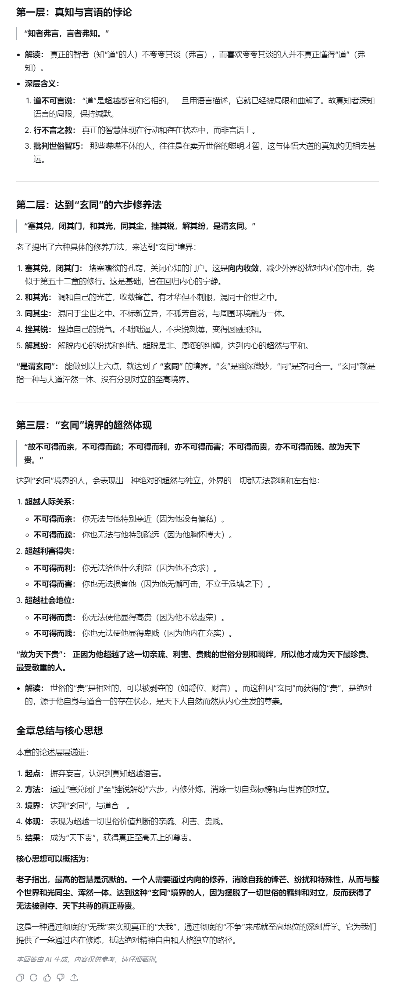 第一层：真知与言语的悖论
“知者弗言，言者弗知。”
• 解读： 真正的智者（知“道”的人）不夸夸其谈（弗言），而喜欢夸夸其谈的人并不真正懂得“道”（弗
知）。
• 深层含义：
1. 道不可言说： “道”是超越感官和名相的，一旦用语言描述，它就已经被局限和曲解了。故真知者深知
语言的局限，保持缄默。
2. 行不言之教： 真正的智慧体现在行动和存在状态中，而非言语上。
3. 批判世俗智巧： 那些喋喋不休的人，往往是在卖弄世俗的聪明才智，这与体悟大道的真知灼见相去甚
远。
第二层：达到“玄同”的六步修养法
“塞其兑，闭其门，和其光，同其尘，挫其锐，解其纷，是谓玄同。”
老子提出了六种具体的修养方法，来达到“玄同”境界：
1. 塞其兑，闭其门： 堵塞嗜欲的孔窍，关闭心知的门户。这是向内收敛，减少外界纷扰对内心的冲击，类
似于第五十二章的修行。这是基础，旨在回归内心的宁静。
2. 和其光： 调和自己的光芒，收敛锋芒。有才华但不刺眼，混同于俗世之中。
3. 同其尘： 混同于尘世之中。不标新立异，不孤芳自赏，与周围环境融为一体。
4. 挫其锐： 挫掉自己的锐气。不咄咄逼人，不尖锐刻薄，变得圆融柔和。
5. 解其纷： 解脱内心的纷扰和纠结。超脱是非、恩怨的纠缠，达到内心的超然与平和。
“是谓玄同”： 能做到以上六点，就达到了 “玄同” 的境界。“玄”是幽深微妙，“同”是齐同合一。“玄同”就是
指一种与大道浑然一体、没有分别对立的至高境界。
第三层：“玄同”境界的超然体现
“故不可得而亲，不可得而疏；不可得而利，亦不可得而害；不可得而贵，亦不可得而贱。故为天下
贵。”
达到“玄同”境界的人，会表现出一种绝对的超然与独立，外界的一切都无法影响和左右他：
1. 超越人际关系：
◦ 不可得而亲： 你无法与他特别亲近（因为他没有偏私）。
◦ 不可得而疏： 你也无法与他特别疏远（因为他胸怀博大）。
2. 超越利害得失：
◦ 不可得而利： 你无法给他什么利益（因为他不贪求）。
◦ 不可得而害： 你也无法损害他（因为他无懈可击，不立于危墙之下）。
3. 超越社会地位：
◦ 不可得而贵： 你无法使他显得高贵（因为他不慕虚荣）。
◦ 不可得而贱： 你也无法使他显得卑贱（因为他内在充实）。
“故为天下贵”： 正因为他超越了这一切亲疏、利害、贵贱的世俗分别和羁绊，所以他才成为天下最珍贵、
最受敬重的人。
• 解读： 世俗的“贵”是相对的，可以被剥夺的（如爵位、财富）。而这种因“玄同”而获得的“贵”，是绝对
的，源于他自身与道合一的存在状态，是天下人自然而然从内心生发的尊崇。
全章总结与核心思想
本章的论述层层递进：
1. 起点： 摒弃妄言，认识到真知超越语言。
2. 方法： 通过“塞兑闭门”至“挫锐解纷”六步，内修外炼，消除一切自我标榜和与世界的对立。
3. 境界： 达到“玄同”，与道合一。
4. 体现： 表现为超越一切世俗价值判断的亲疏、利害、贵贱。
5. 结果： 成为“天下贵”，获得真正至高无上的尊贵。
核心思想可以概括为：
老子指出，最高的智慧是沉默的。一个人需要通过内向的修养，消除自我的锋芒、纷扰和特殊性，从而与整
个世界和光同尘、浑然一体。达到这种“玄同”境界的人，因为摆脱了一切世俗的羁绊和对立，反而获得了
无法被剥夺、天下共尊的真正尊贵。
这是一种通过彻底的“无我”来实现真正的“大我”，通过彻底的“不争”来成就至高地位的深刻哲学。它为我们
提供了一条通过内在修炼，抵达绝对精神自由和人格独立的路径。
本回答由 AI 生成，内容仅供参考，请仔细甄别。